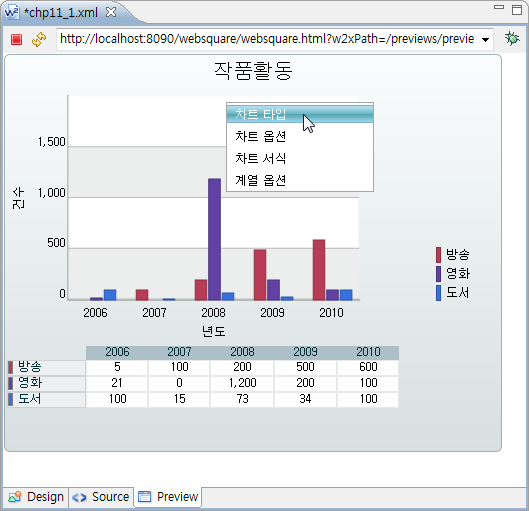 *chp11_1.xml
http://localhost:8090/websquare/websquare.html?w2xPath=/previews/previe
작품활동
차트 타입
차트 옵션
차트 서식
계열 옵션
1,500
1,000
500
0
건수
2006 2007 2008 2009 2010
년도
방송
영화
도서
2006 2007 2008 2009 2010
방송 5 100 200 500 600
영화 21 0 1,200 200 100
도서 100 15 73 34 100
Design Source Preview